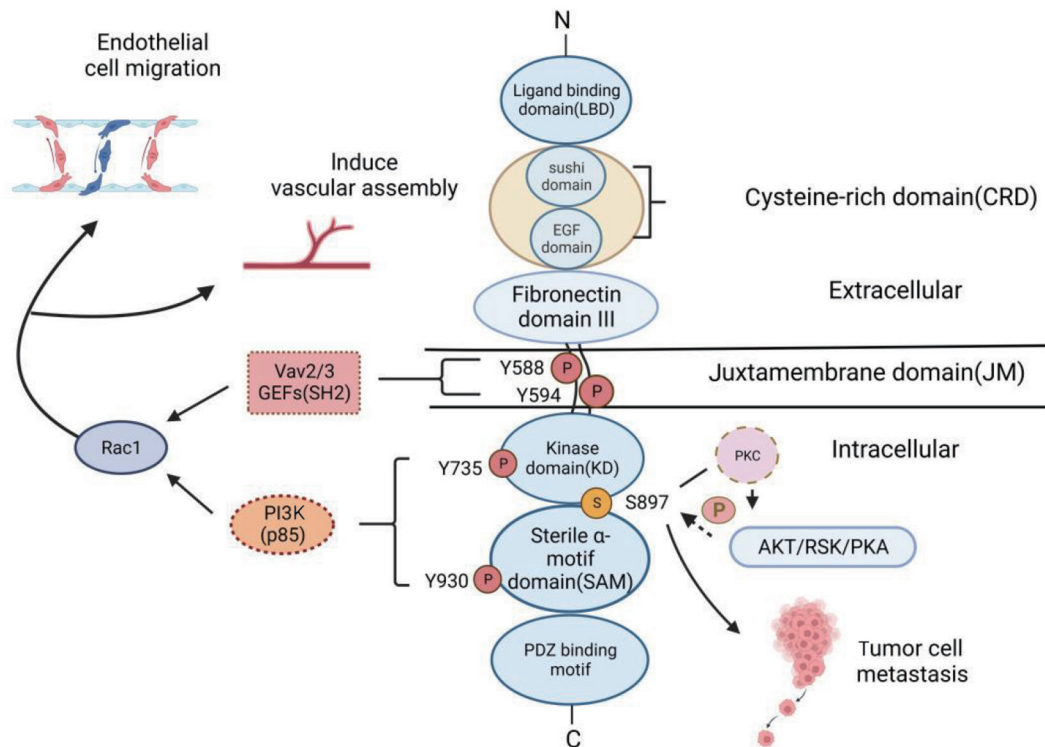 N
Endothelial
cell migration
Ligand binding
domain(LBD)
Induce
vascular assembly
sushi
domain
EGF
domain
Cysteine-rich domain(CRD)
Fibronectin
domain III
Extracellular
Vav2/3
GEFs(SH2)
Y588
P
Y594
P
Juxtamembrane domain(JM)
Rac1
Intracellular
Kinase
domain(KD)
Y735
P
PKC
S
S897
P
PI3K
(p85)
Sterile α-
motif
domain(SAM)
AKT/RSK/PKA
Y930
P
PDZ binding
motif
Tumor cell
metastasis
C